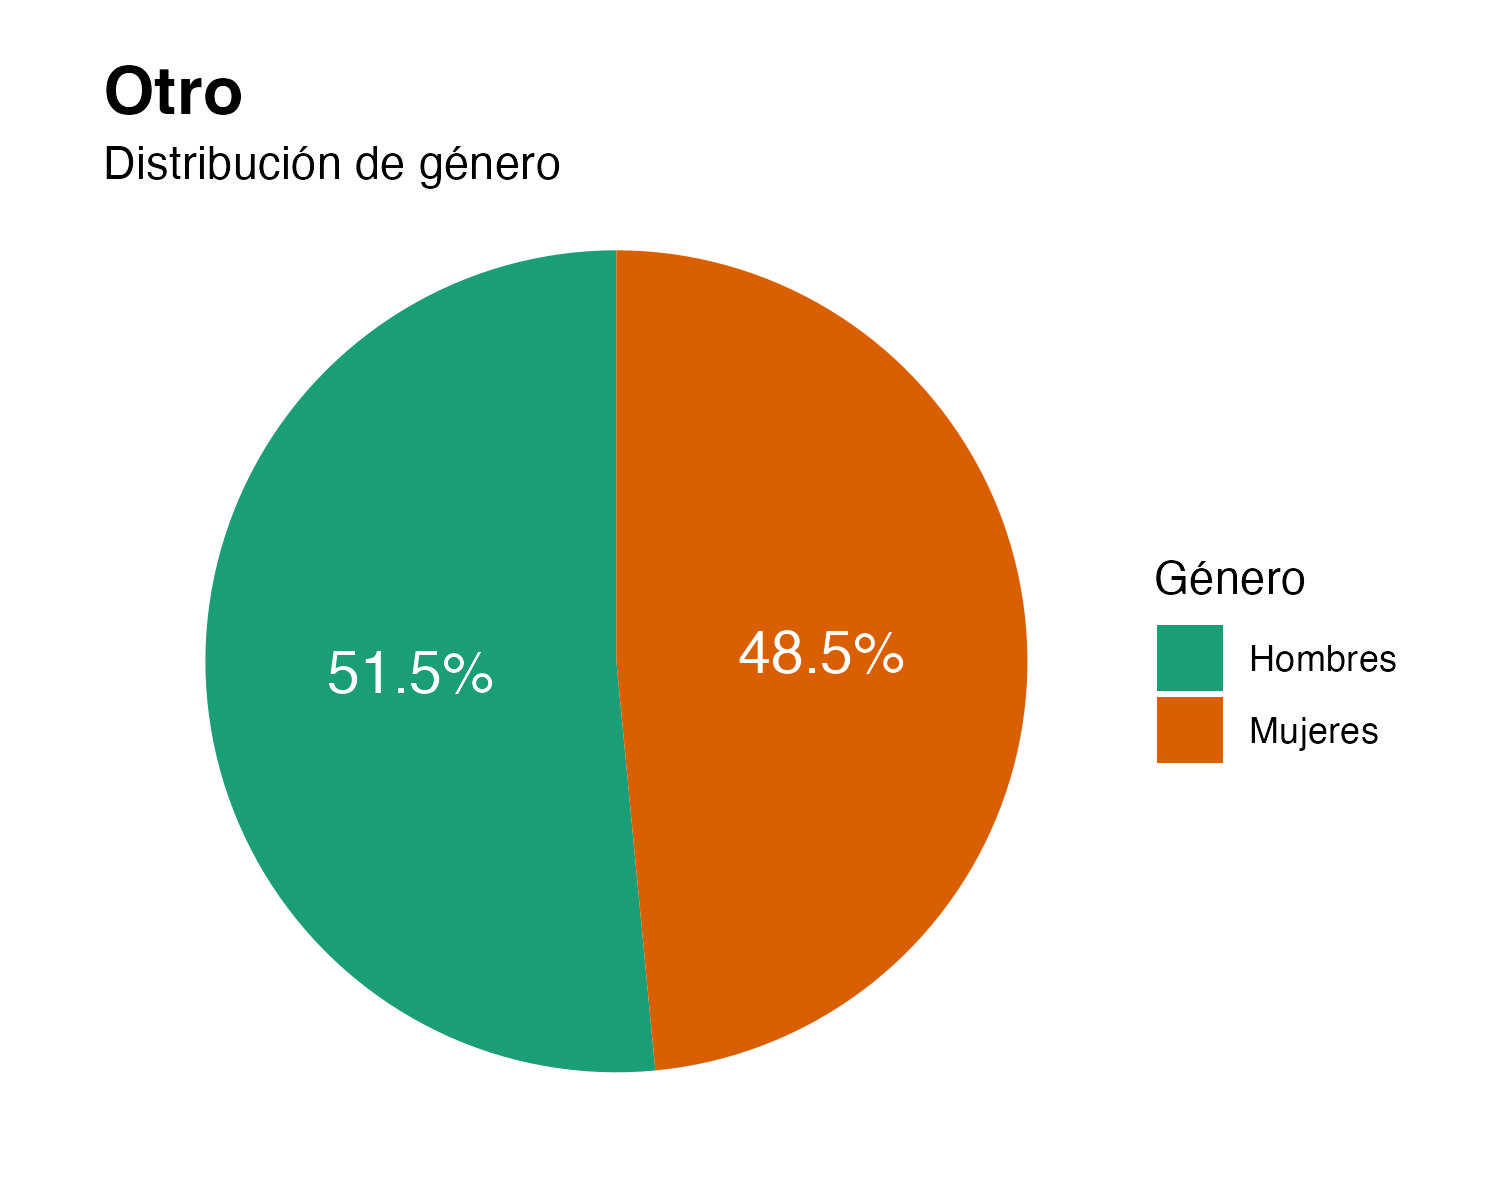 Otro
Distribución de género
51.5%
48.5%
Género
Hombres
Mujeres